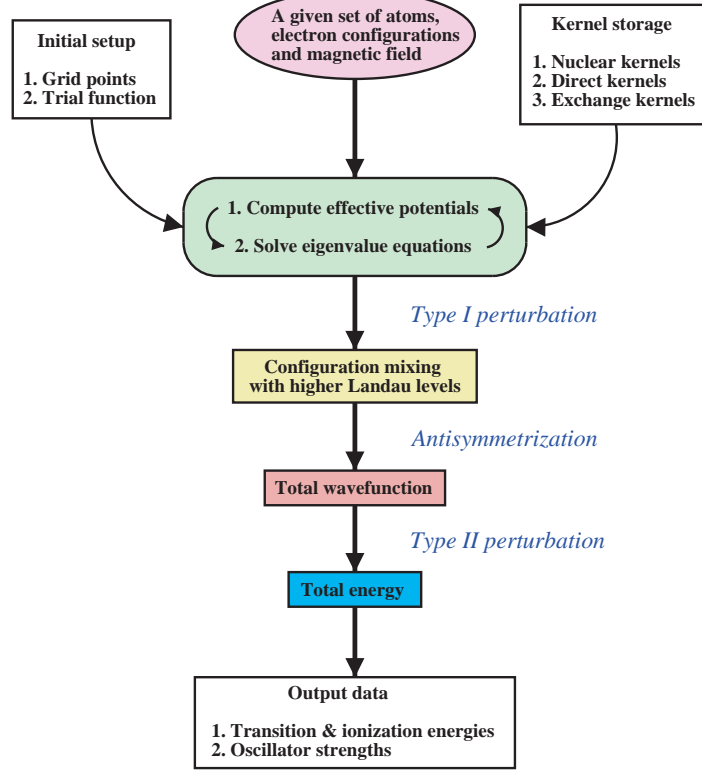 Initial setup
1. Grid points
2. Trial function
A given set of atoms,
electron configurations
and magnetic field
Kernel storage
1. Nuclear kernels
2. Direct kernels
3. Exchange kernels
1. Compute effective potentials
2. Solve eigenvalue equations
Type I perturbation
Configuration mixing
with higher Landau levels
Antisymmetrization
Total wavefunction
Type II perturbation
Total energy
Output data
1. Transition & ionization energies
2. Oscillator strengths